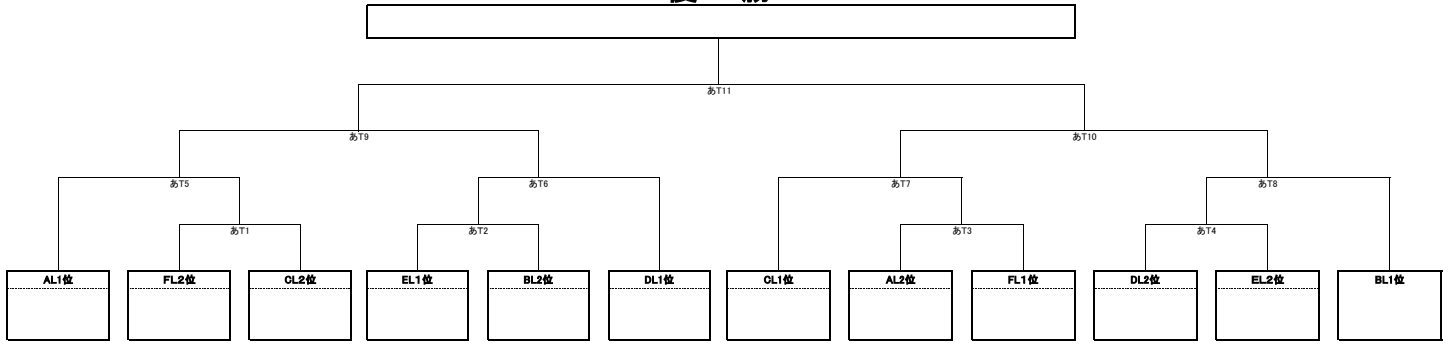 あT11
あT9
あT10
あT5
あT6
あT7
あT8
あT1
あT2
あT3
あT4
AL1位
FL2位
CL2位
EL1位
BL2位
DL1位
CL1位
AL2位
FL1位
DL2位
EL2位
BL1位